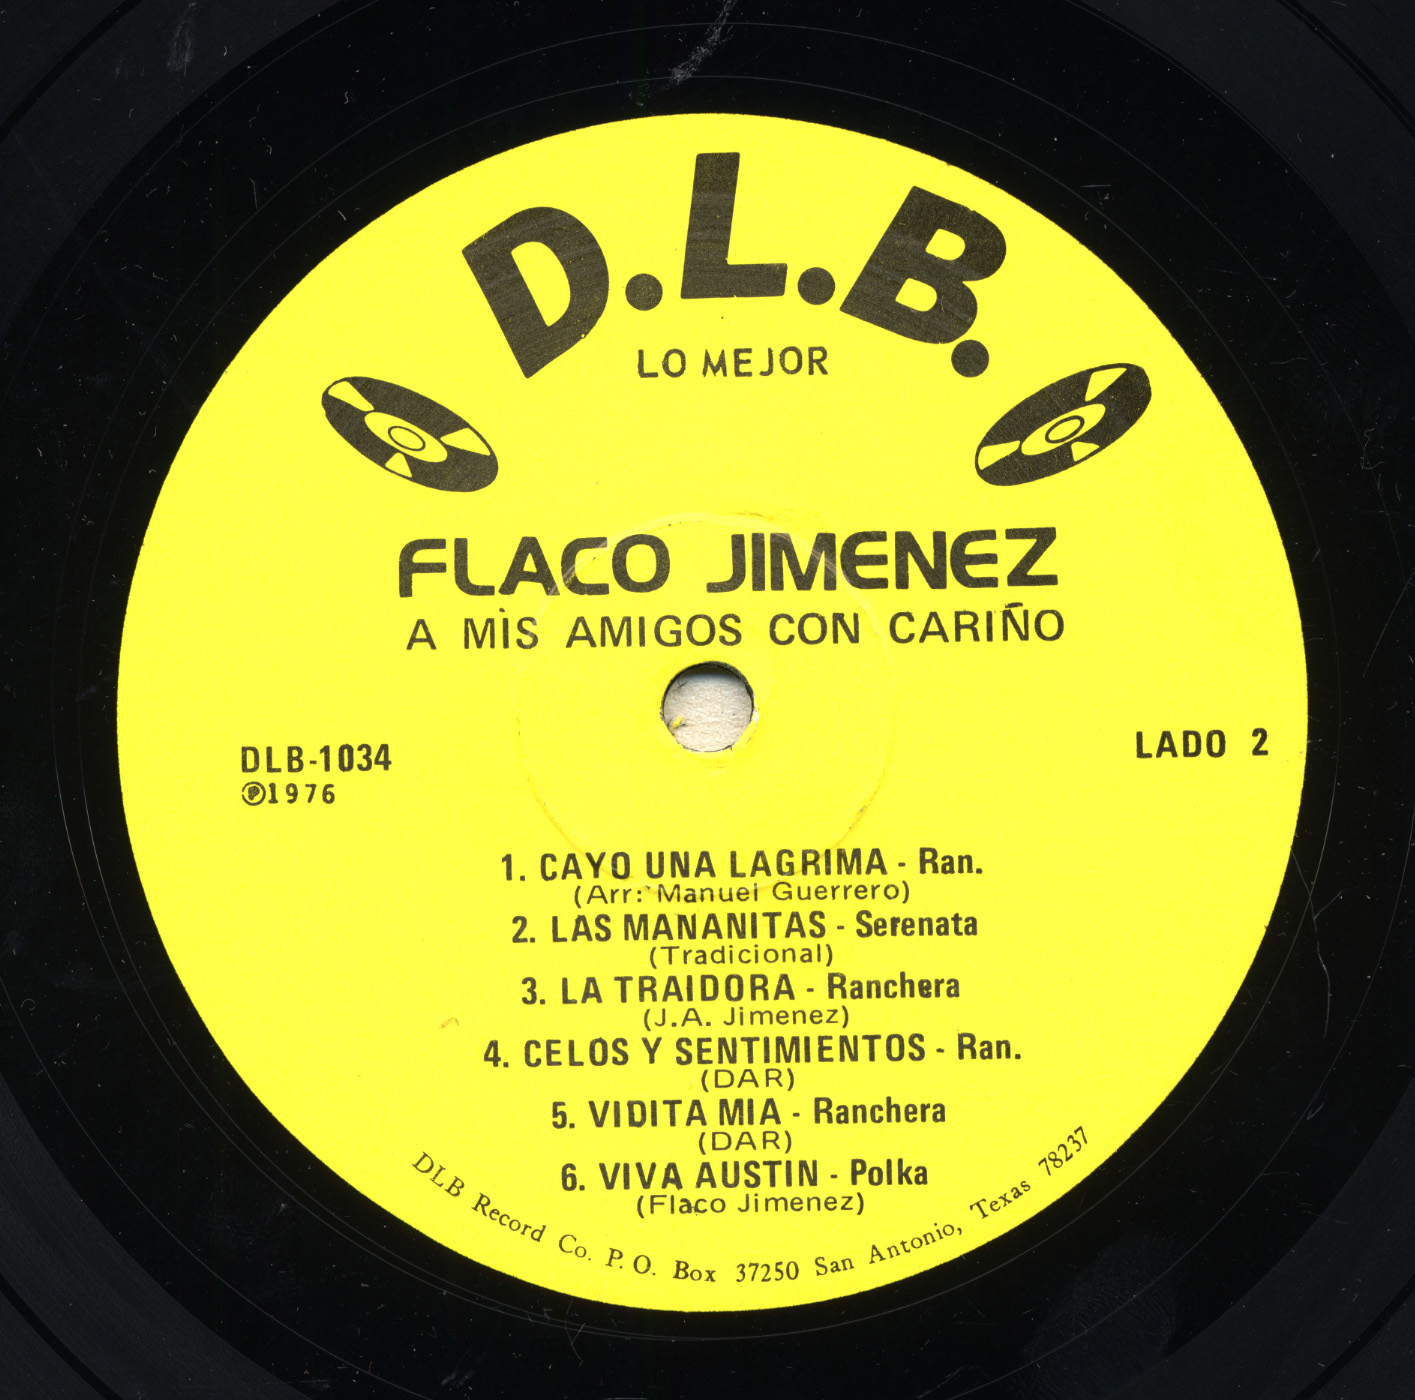 D.L.B.
LO MEJOR
FLACO JIMENEZ
A MÌS AMIGOS CON CARIÑO
DLB-1034
LADO 2
℗1976
1. CAYO UNA LAGRIMA - Ran.
(Arr: Manuel Guerrero)
2. LAS MANANITAS - Serenata
(Tradicional)
3. LA TRAIDORA - Ranchera
(J.A. Jimenez)
4. CELOS Y SENTIMIENTOS - Ran.
(DAR)
5. VIDITA MIA - Ranchera
(DAR)
6. VIVA AUSTIN - Polka
(Flaco Jimenez)
DLB Record Co. P.O. Box 37250 San Antonio, Texas 78237